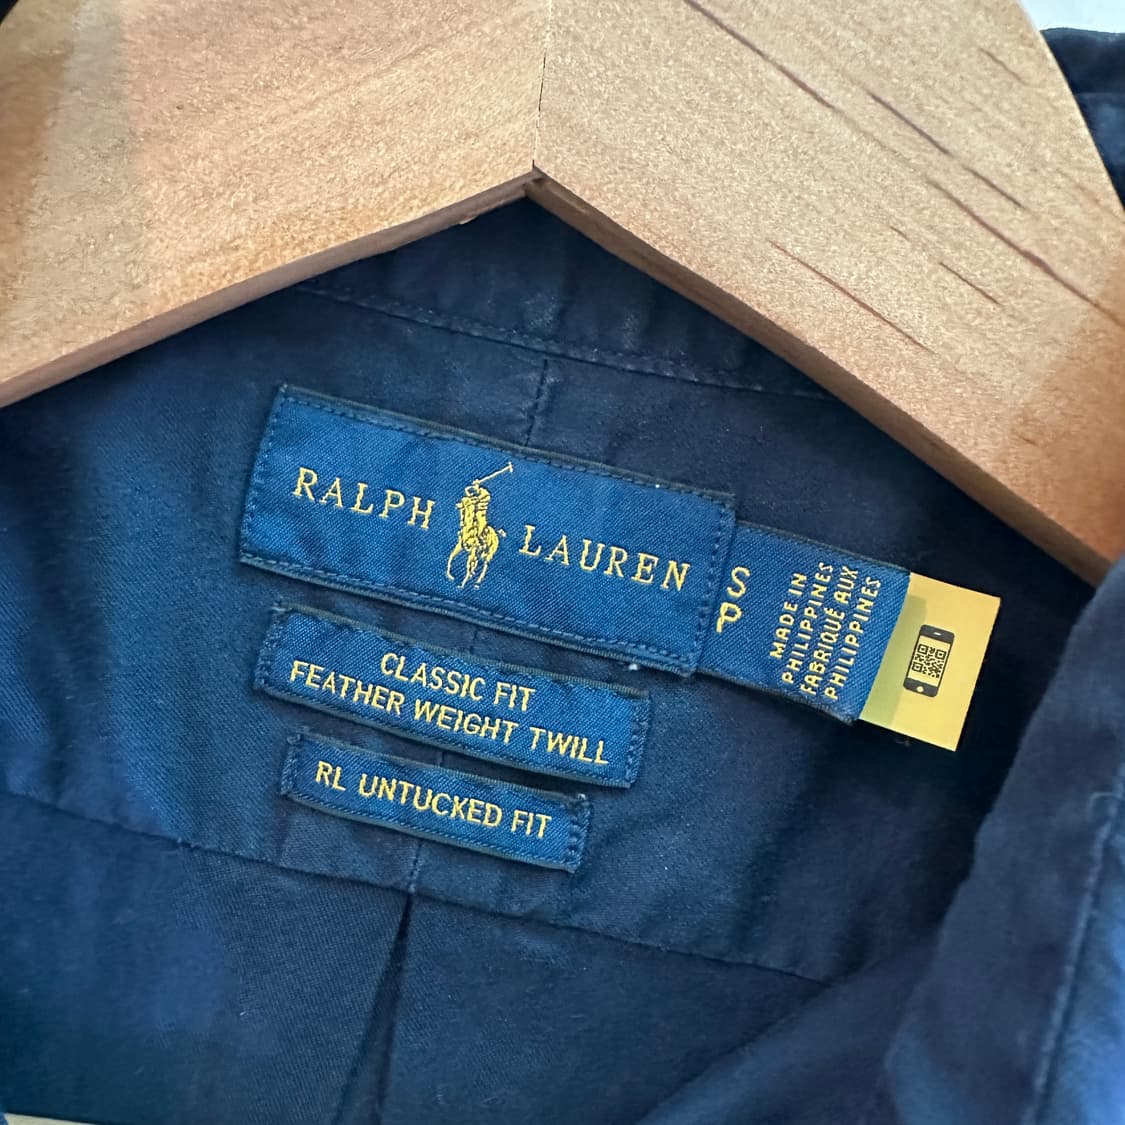 RALPH LAUREN
S
P
MADE IN
PHILIPPINES
FABRIQUÉ AUX
PHILIPPINES
CLASSIC FIT
FEATHER WEIGHT TWILL
RL UNTUCKED FIT